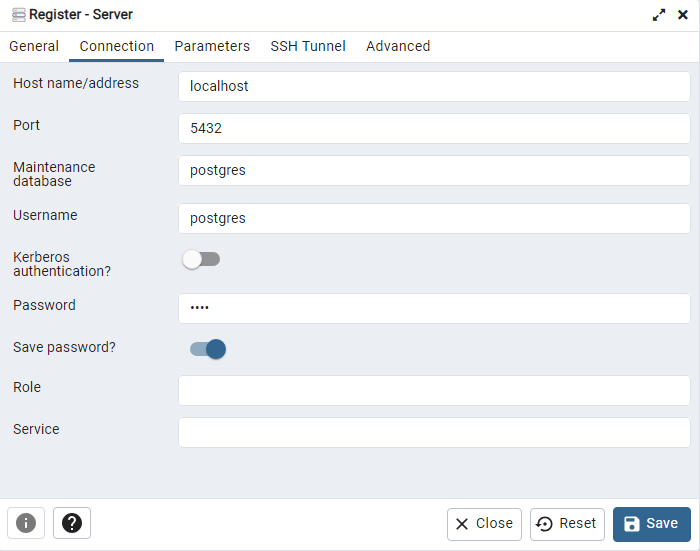 Register - Server
General Connection Parameters SSH Tunnel Advanced
Host name/address localhost
Port 5432
Maintenance
database postgres
Username postgres
Kerberos
authentication?
Password ••••
Save password?
Role
Service
Close Reset Save